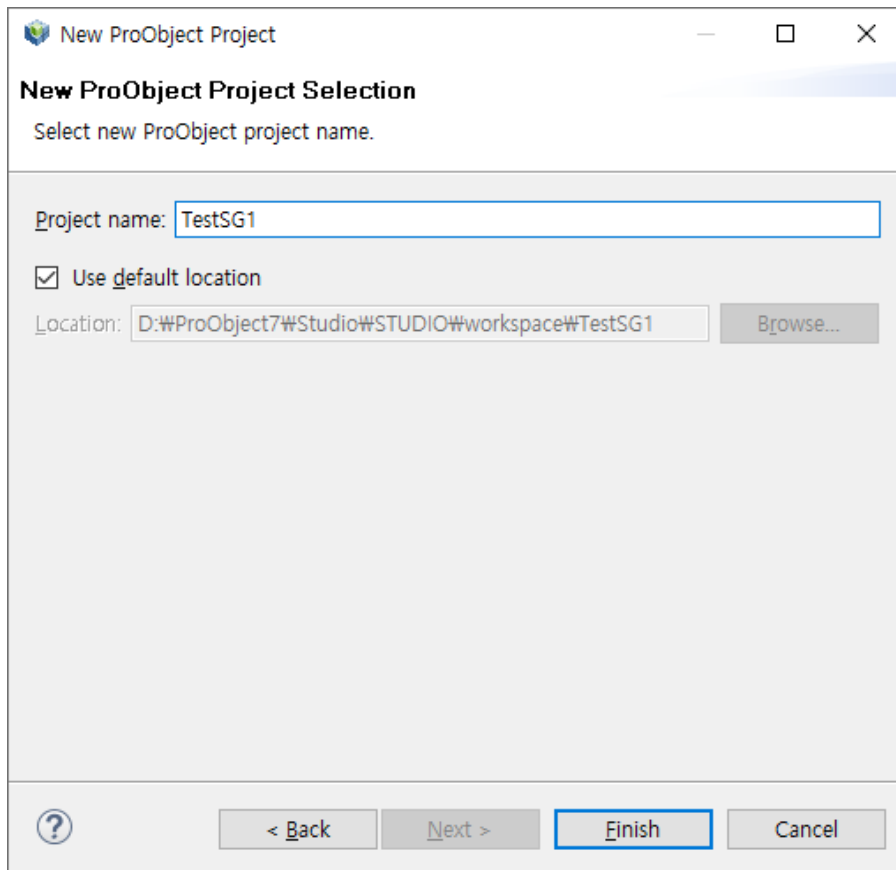 New ProObject Project
New ProObject Project Selection
Select new ProObject project name.
Project name: TestSG1
Use default location
Location: D:₩ProObject7₩Studio₩STUDIO₩workspace₩TestSG1 Browse...
? < Back Next > Finish Cancel